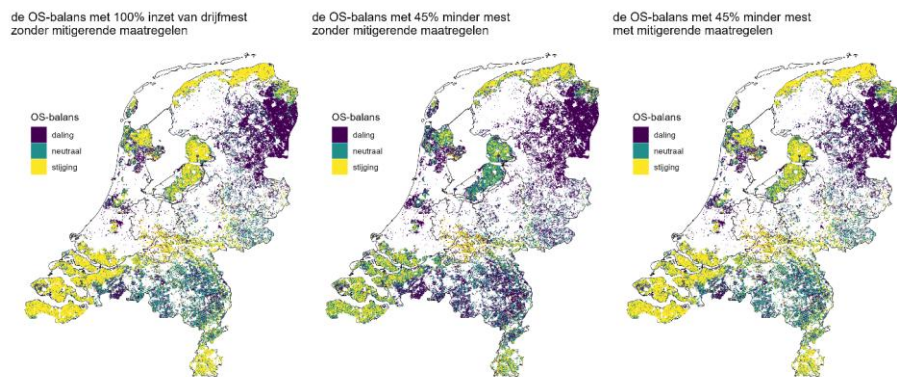 de OS-balans met 100% inzet van drijfmest
zonder mitigerende maatregelen
OS-balans
daling
neutraal
stijging
de OS-balans met 45% minder mest
zonder mitigerende maatregelen
OS-balans
daling
neutraal
stijging
de OS-balans met 45% minder mest
met mitigerende maatregelen
OS-balans
daling
neutraal
stijging